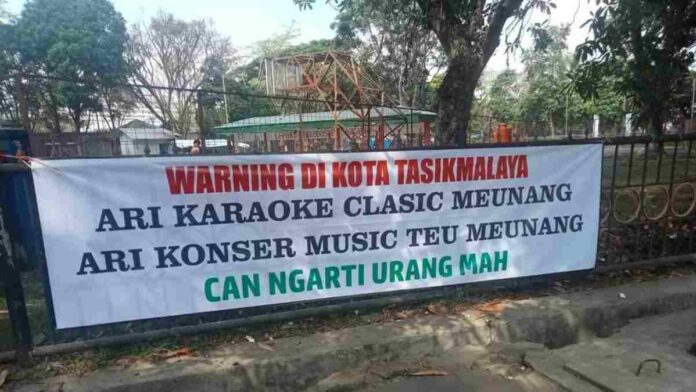 WARNING DI KOTA TASIKMALAYA
ARI KARAOKE CLASIC MEUNANG
ARI KONSER MUSIC TEU MEUNANG
CAN NGARTI URANG MAH